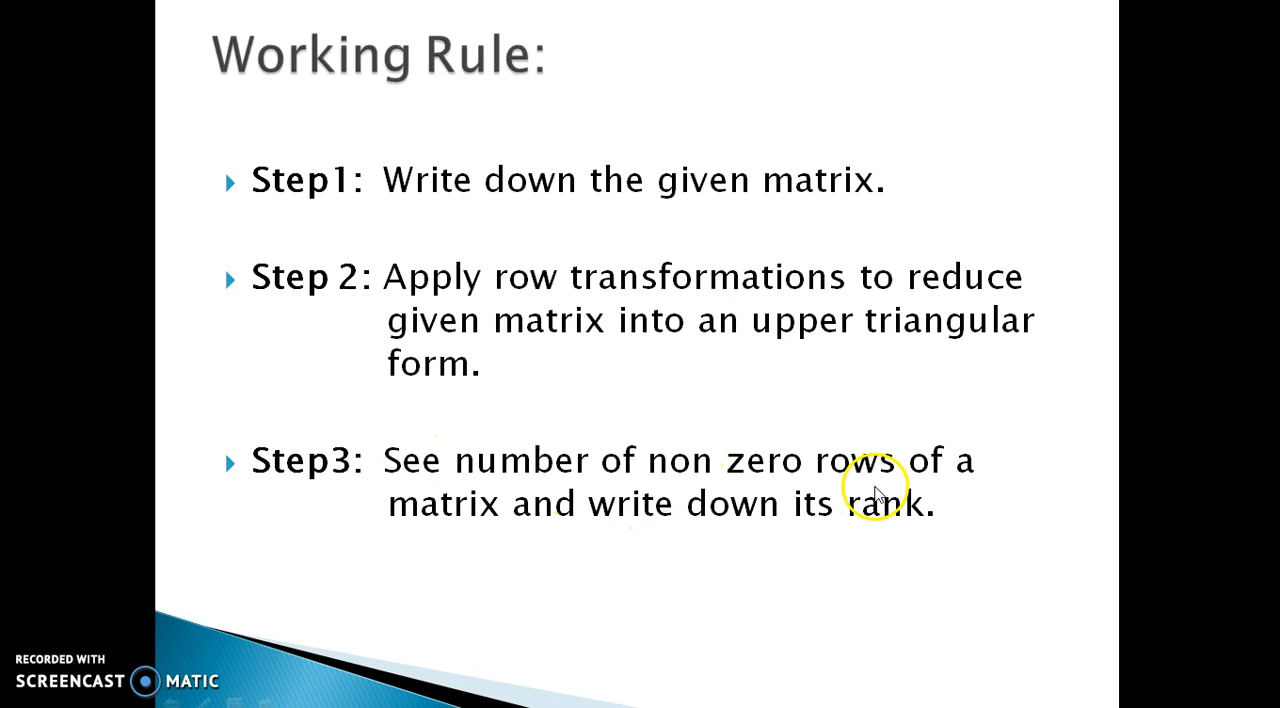 Working Rule:
Step1: Write down the given matrix.
Step 2: Apply row transformations to reduce
given matrix into an upper triangular
form.
Step3: See number of non zero rows of a
matrix and write down its rank.
RECORDED WITH
SCREENCAST MATIC